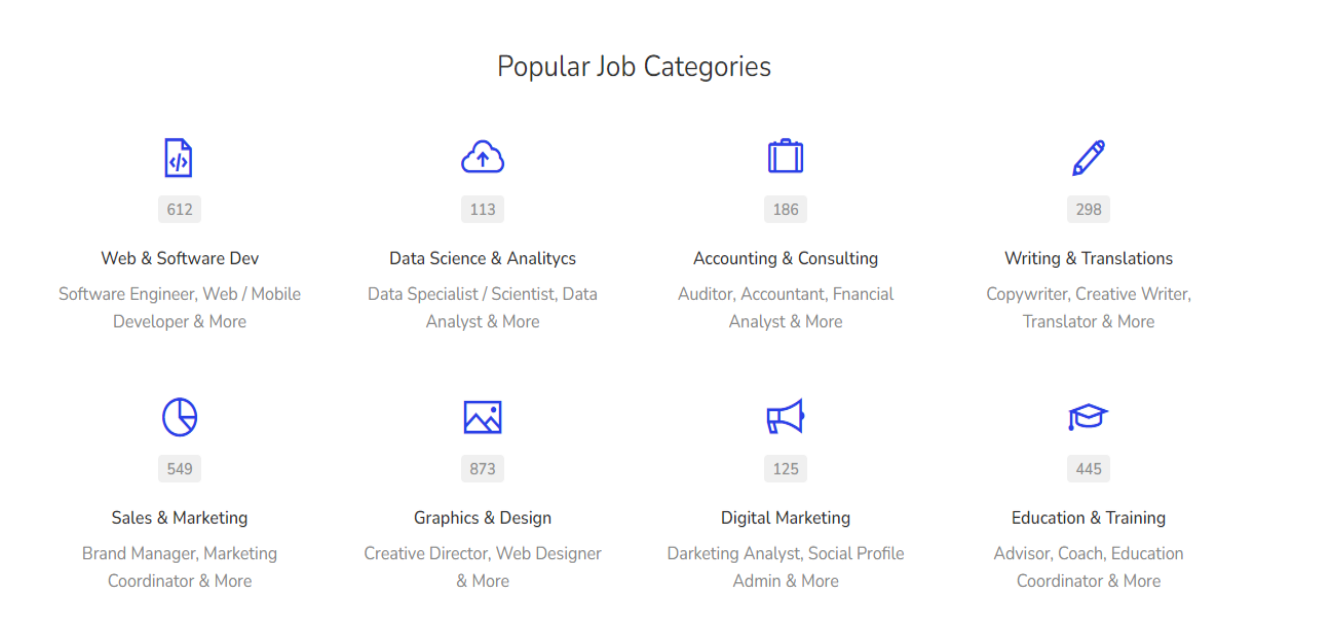 Popular Job Categories
612
113
186
298
Web & Software Dev
Data Science & Analitycs
Accounting & Consulting
Writing & Translations
Software Engineer, Web / Mobile
Developer & More
Data Specialist / Scientist, Data
Analyst & More
Auditor, Accountant, Fnancial
Analyst & More
Copywriter, Creative Writer,
Translator & More
549
873
125
445
Sales & Marketing
Graphics & Design
Digital Marketing
Education & Training
Brand Manager, Marketing
Coordinator & More
Creative Director, Web Designer
& More
Darketing Analyst, Social Profile
Admin & More
Advisor, Coach, Education
Coordinator & More